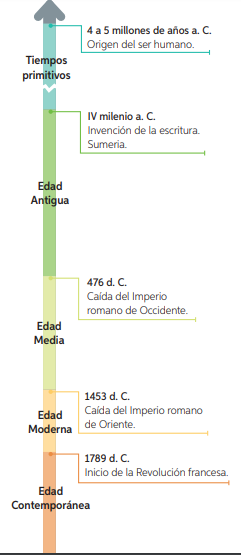 4 a 5 millones de años a. C.
Origen del ser humano.
Tiempos
primitivos
IV milenio a. C.
Invención de la escritura.
Sumeria.
Edad
Antigua
476 d. C.
Caída del Imperio
romano de Occidente.
Edad
Media
1453 d. C.
Caída del Imperio romano
de Oriente.
Edad
Moderna
1789 d. C.
Inicio de la Revolución francesa.
Edad
Contemporánea